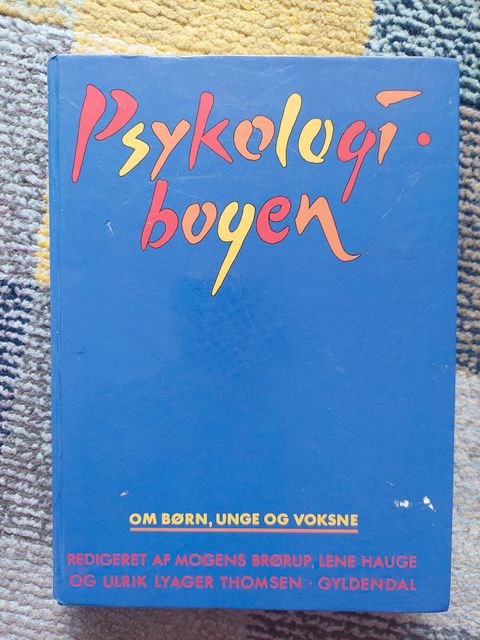 Psykologi·
bogen
OM BØRN, UNGE OG VOKSNE
REDIGERET AF MOGENS BRØRUP, LENE HAUGE
OG ULRIK LYAGER THOMSEN · GYLDENDAL